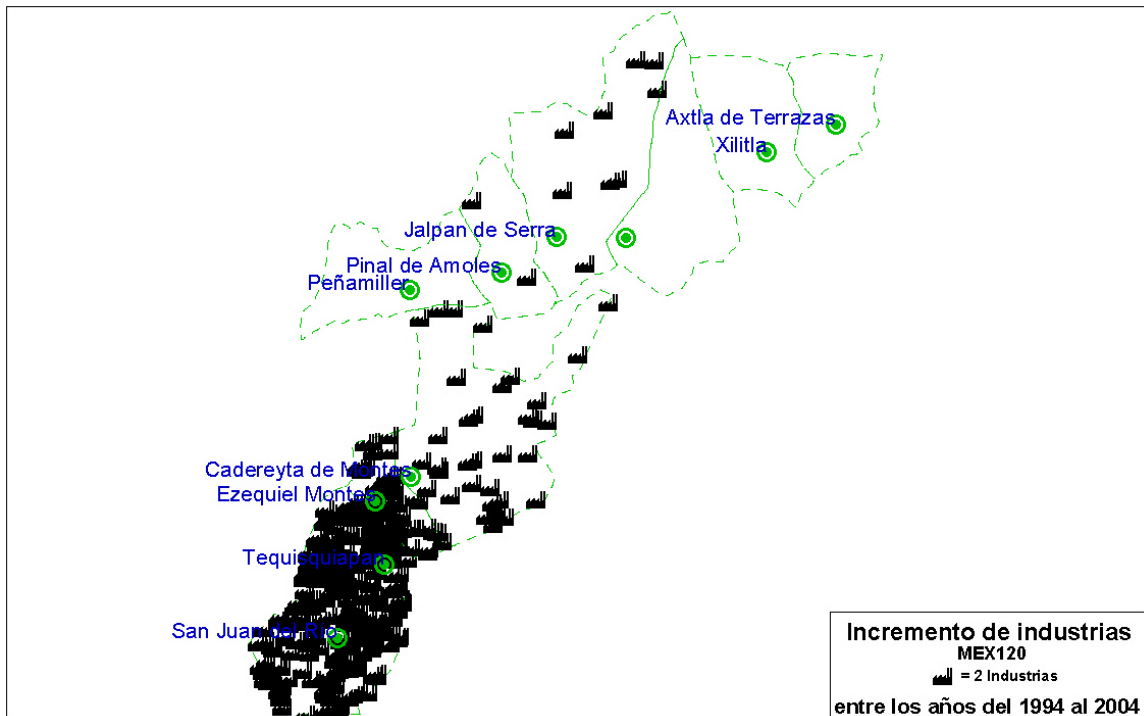 Axtla de Terrazas
Xilitla
Jalpan de Serra
Pinal de Amoles
Peñamiller
Cadereyta de Montes
Ezequiel Montes
Tequisquiapan
San Juan del Rio
Incremento de industrias
MEX120
= 2 Industrias
entre los años del 1994 al 2004